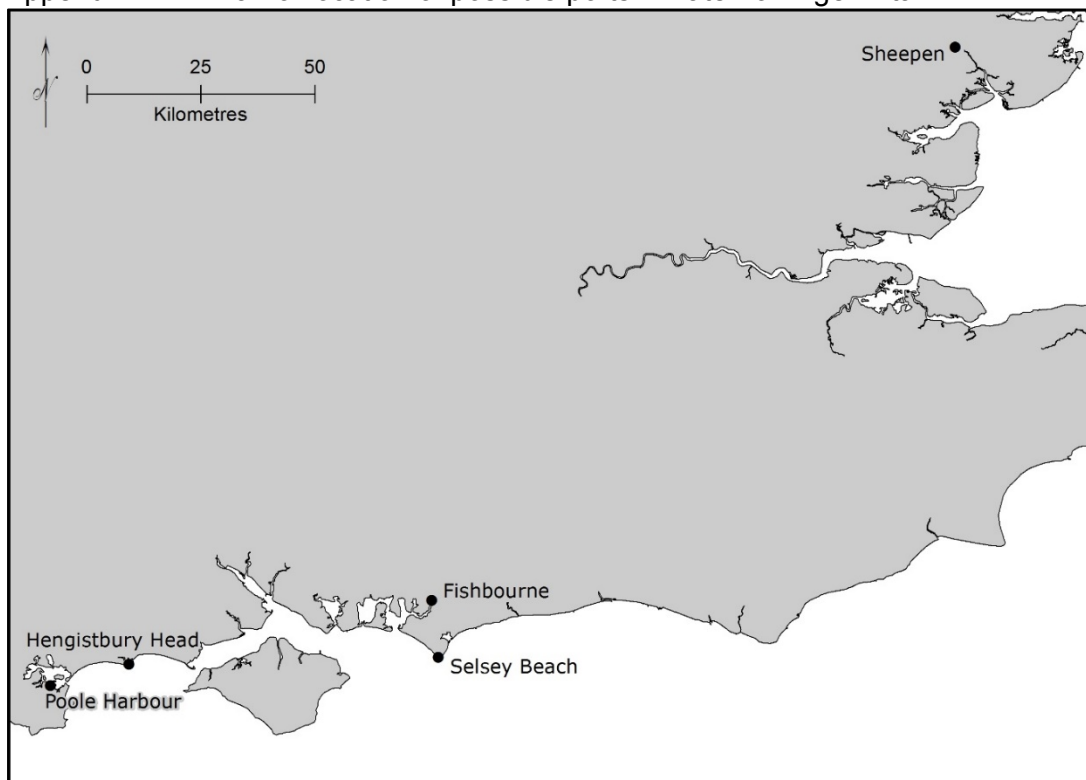 Sheepen
0 25 50
Kilometres
N
Fishbourne
Hengistbury Head
Selsey Beach
Poole Harbour